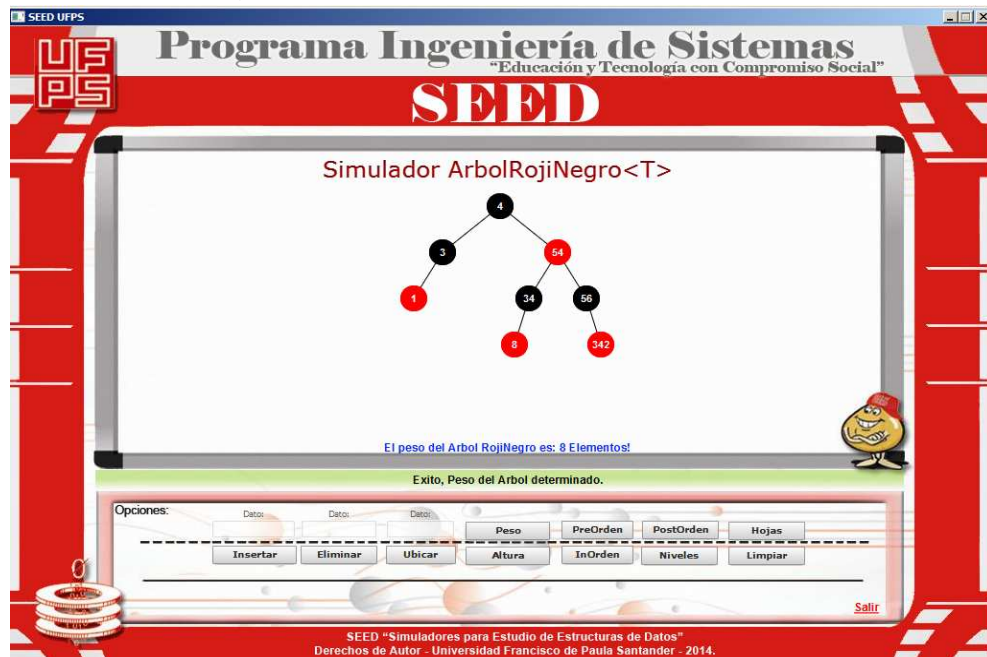 SEED UFPS
UFPS
Programa Ingeniería de Sistemas
“Educación y Tecnología con Compromiso Social”
SEED
Simulador ArbolRojiNegro<T>
4
3 54
1 34 56
8 342
El peso del Arbol RojiNegro es: 8 Elementos!
Exito, Peso del Arbol determinado.
Opciones:
Dato: Dato: Dato:
Peso PreOrden PostOrden Hojas
Insertar Eliminar Ubicar Altura InOrden Niveles Limpiar
Salir
SEED “Simuladores para Estudio de Estructuras de Datos”
Derechos de Autor - Universidad Francisco de Paula Santander - 2014.